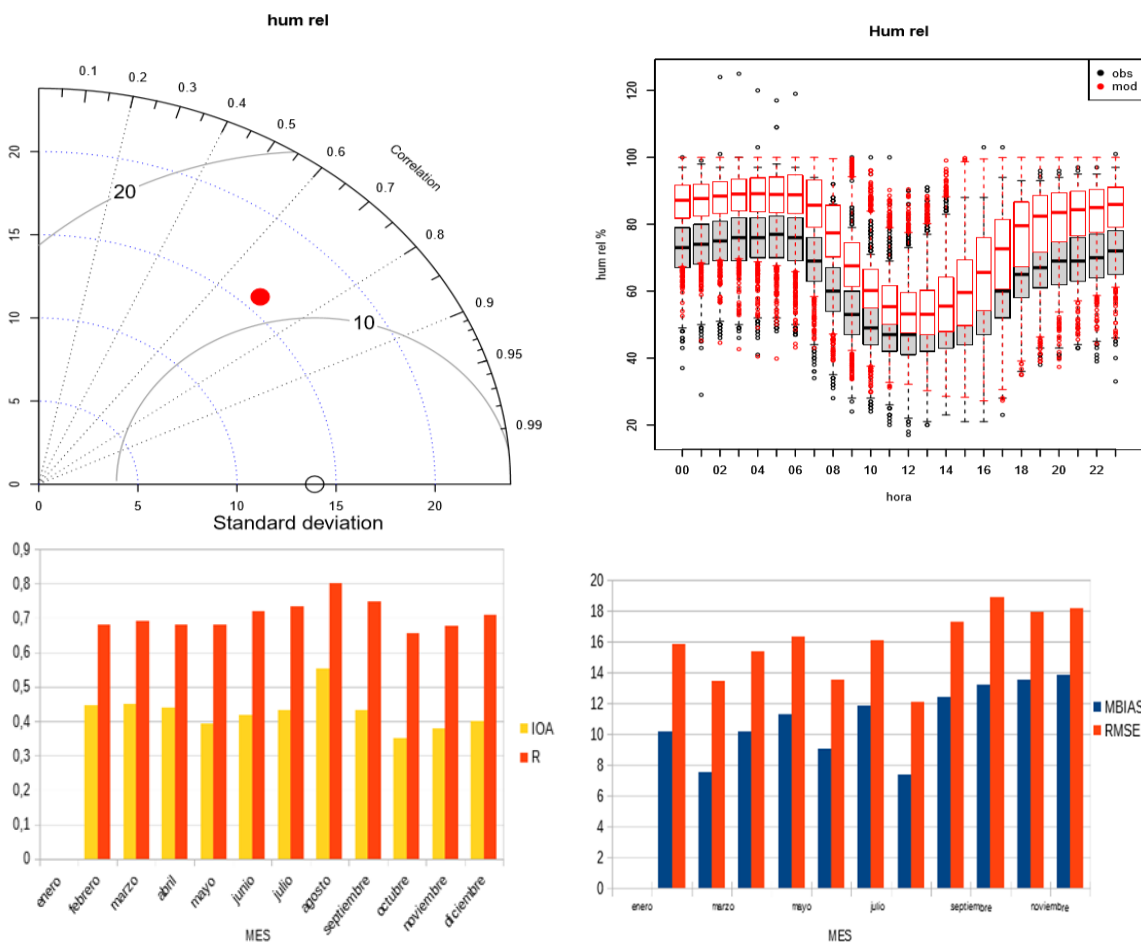 hum rel
0.1
0.2
0.3
0.4
0.5
0.6
0.7
0.8
0.9
0.95
0.99
Correlation
20
10
20
15
10
5
0
0 5 10 15 20
Standard deviation
Hum rel
obs
mod
hum rel %
120
100
80
60
40
20
00 02 04 06 08 10 12 14 16 18 20 22
hora
0,9
0,8
0,7
0,6
0,5
0,4
0,3
0,2
0,1
0
IOA
R
enero febrero marzo abril mayo junio julio agosto septiembre octubre noviembre diciembre
MES
20
18
16
14
12
10
8
6
4
2
0
MBIAS
RMSE
enero marzo mayo julio septiembre noviembre
MES